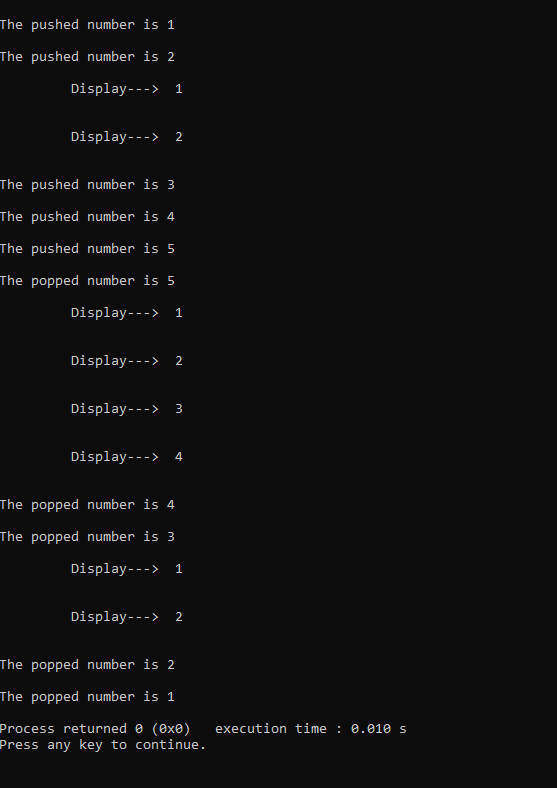 The pushed number is 1
The pushed number is 2
Display---> 1
Display---> 2
The pushed number is 3
The pushed number is 4
The pushed number is 5
The popped number is 5
Display---> 1
Display---> 2
Display---> 3
Display---> 4
The popped number is 4
The popped number is 3
Display---> 1
Display---> 2
The popped number is 2
The popped number is 1
Process returned 0 (0x0)   execution time : 0.010 s
Press any key to continue.